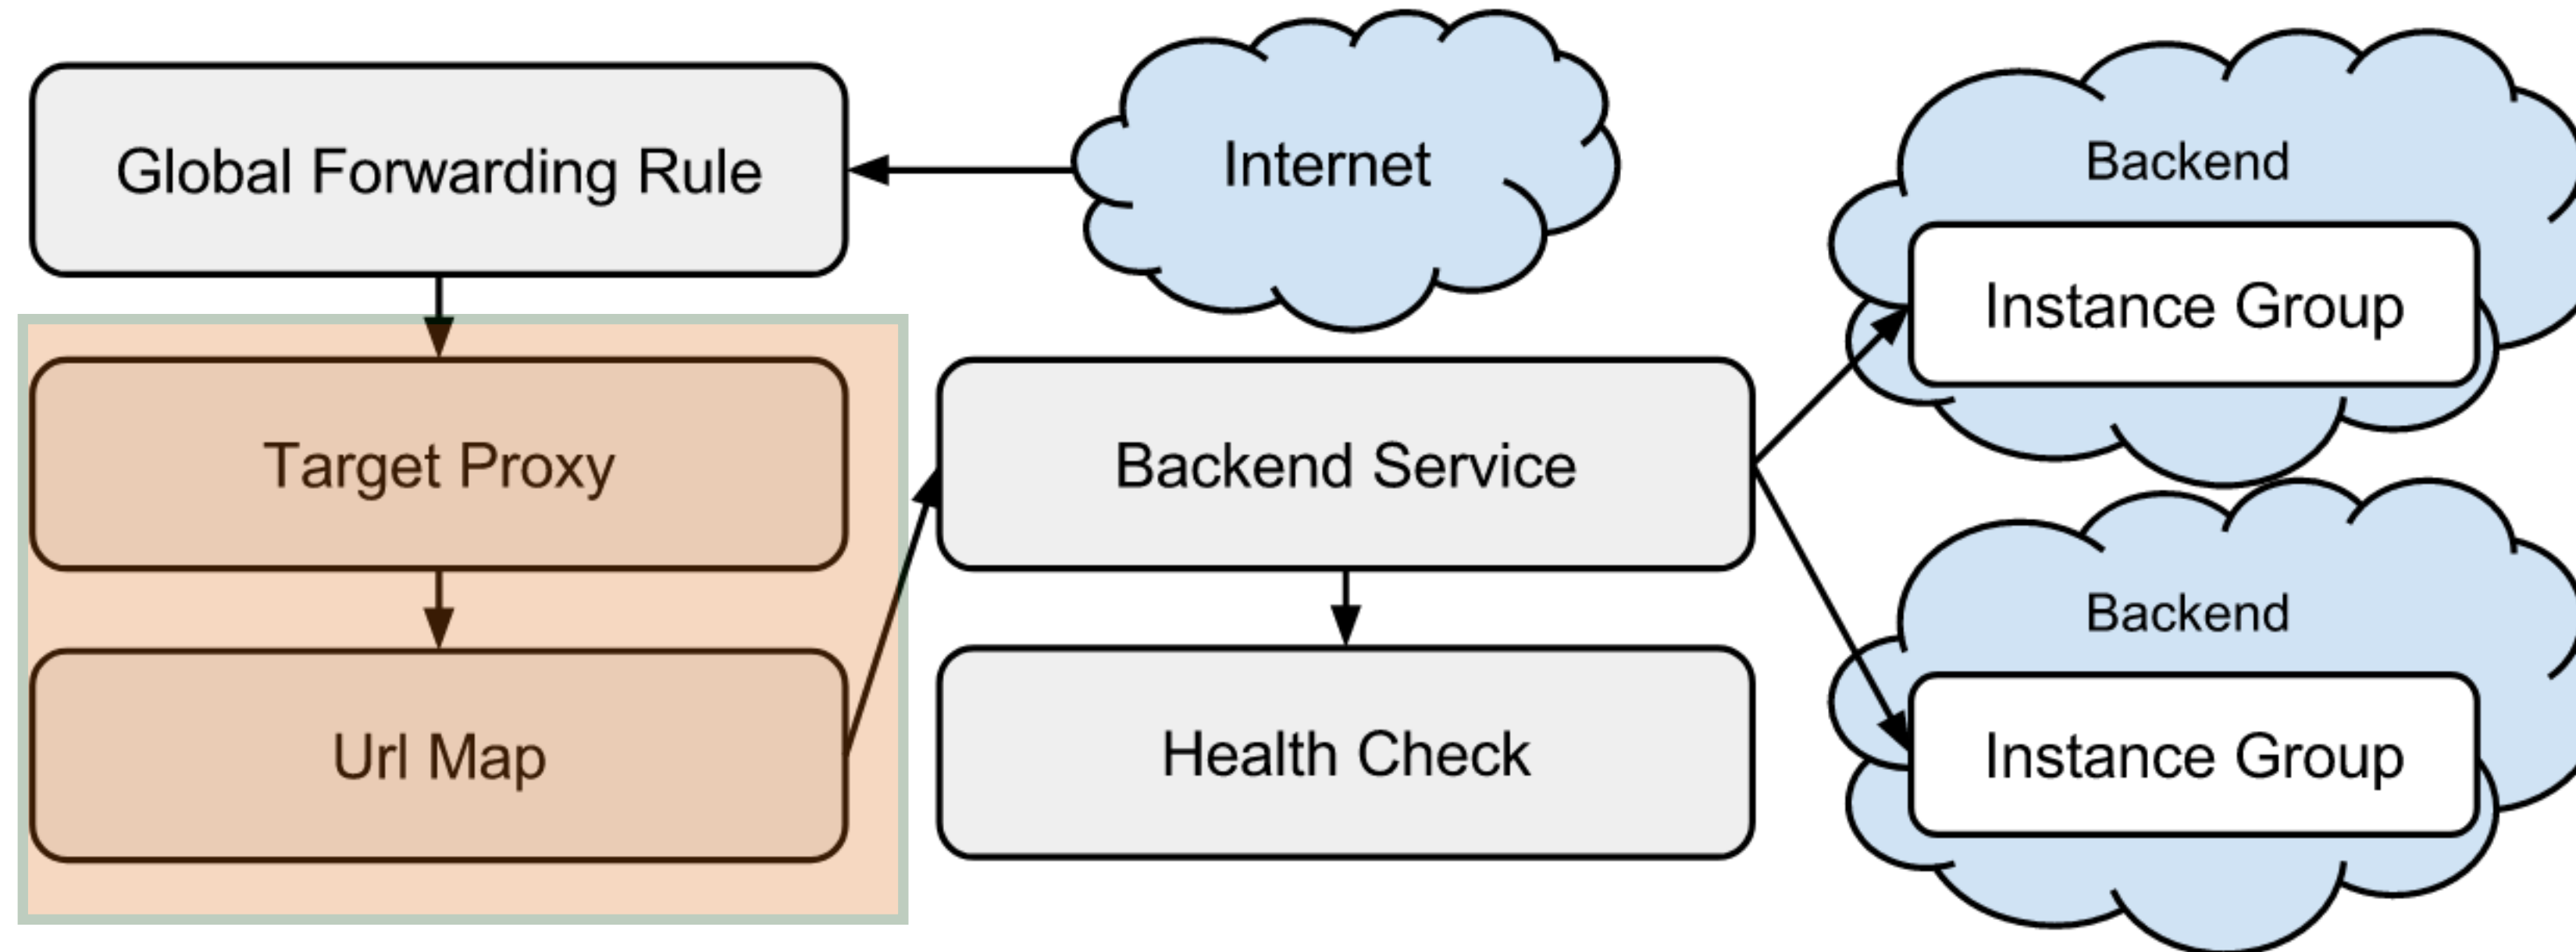 Global Forwarding Rule
Internet
Backend
Instance Group
Target Proxy
Backend Service
Url Map
Health Check
Backend
Instance Group